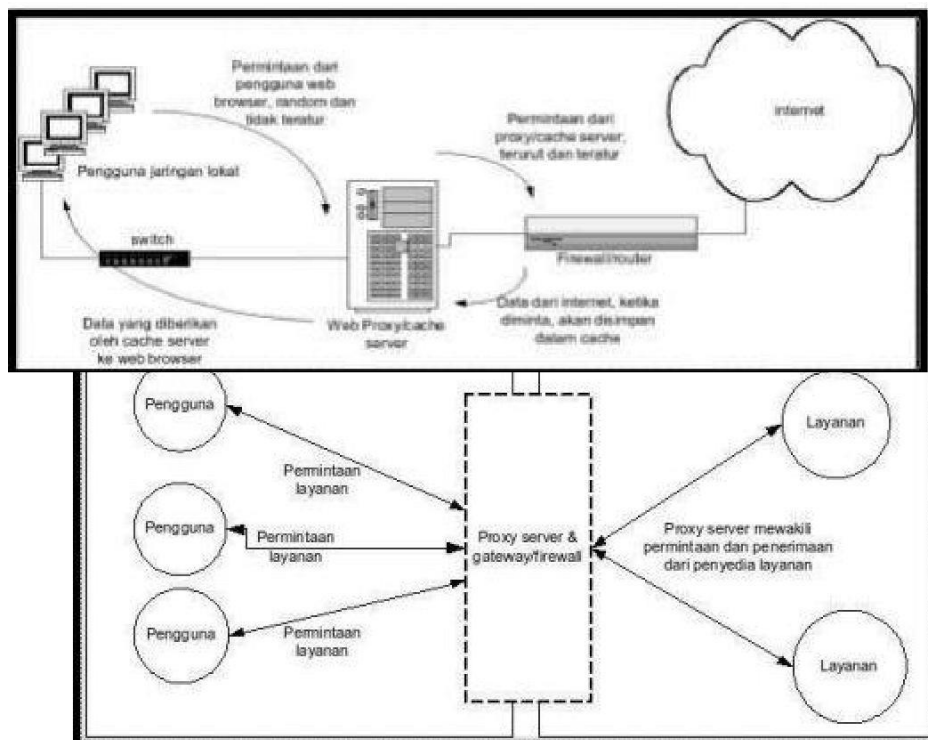 Permintaan dari
pengguna web
browser, random dan
tidak teratur
Permintaan dari
proxy/cache server,
terurut dan teratur
internet
Pengguna jaringan lokal
switch
Firewall/router
Web Proxy/cache
server
Data dari internet, ketika
diminta, akan disimpan
dalam cache
Data yang diberikan
oleh cache server
ke web browser
Pengguna
Permintaan
layanan
Pengguna
Permintaan
layanan
Pengguna
Permintaan
layanan
Proxy server &
gateway/firewall
Layanan
Proxy server mewakili
permintaan dan penerimaan
dari penyedia layanan
Layanan